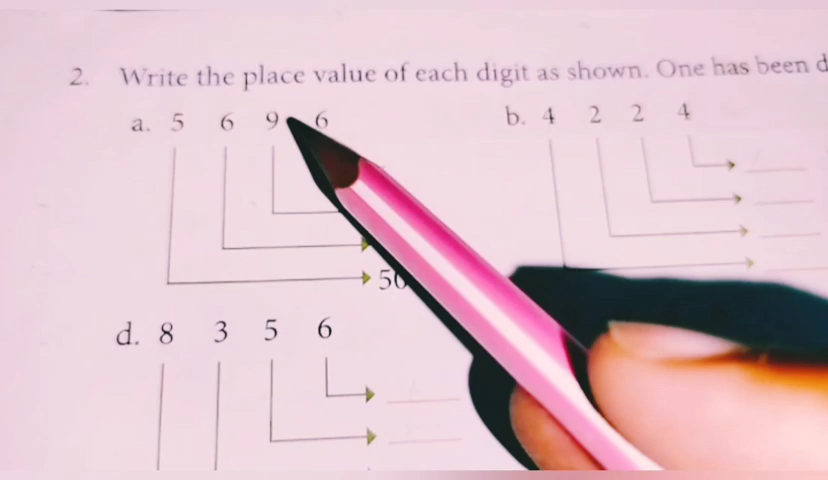 2. Write the place value of each digit as shown. One has been
a. 5 6 9 6
b. 4 2 2 4
d. 8 3 5 6